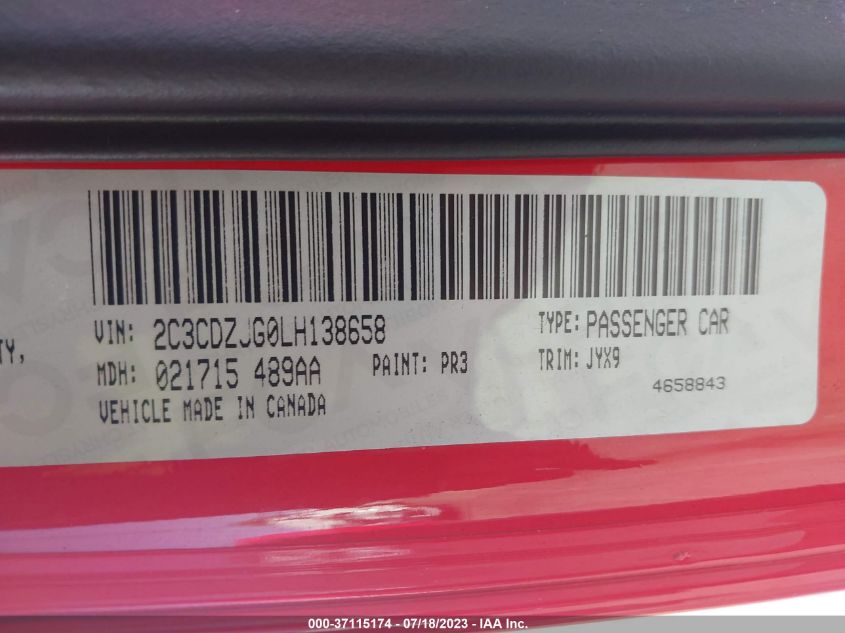 VIN: 2C3CDZJG0LH138658 TYPE: PASSENGER CAR
TY,
MDH: 021715 489AA PAINT: PR3 TRIM: JYX9
4658843
VEHICLE MADE IN CANADA
000-37115174 - 07/18/2023 - IAA Inc.